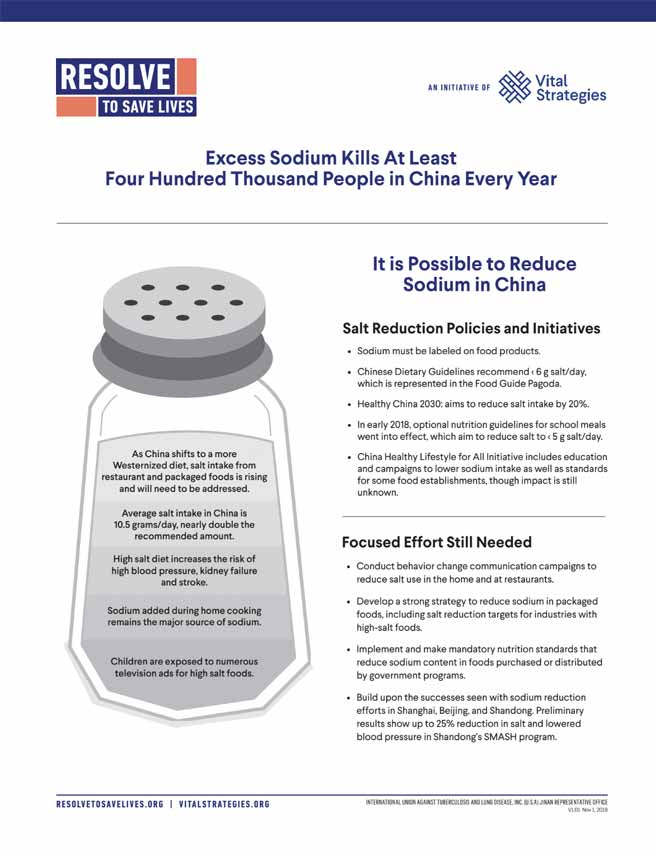 RESOLVE
TO SAVE LIVES
AN INITIATIVE OF
Vital
Strategies
Excess Sodium Kills At Least
Four Hundred Thousand People in China Every Year
As China shifts to a more
Westernized diet, salt intake from
restaurant and packaged foods is rising
and will need to be addressed.
Average salt intake in China is
10.5 grams/day, nearly double the
recommended amount.
High salt diet increases the risk of
high blood pressure, kidney failure
and stroke.
Sodium added during home cooking
remains the major source of sodium.
Children are exposed to numerous
television ads for high salt foods.
It is Possible to Reduce
Sodium in China
Salt Reduction Policies and Initiatives
• Sodium must be labeled on food products.
• Chinese Dietary Guidelines recommend ‹ 6 g salt/day,
which is represented in the Food Guide Pagoda.
• Healthy China 2030: aims to reduce salt intake by 20%.
• In early 2018, optional nutrition guidelines for school meals
went into effect, which aim to reduce salt to ‹ 5 g salt/day.
• China Healthy Lifestyle for All Initiative includes education
and campaigns to lower sodium intake as well as standards
for some food establishments, though impact is still
unknown.
Focused Effort Still Needed
• Conduct behavior change communication campaigns to
reduce salt use in the home and at restaurants.
• Develop a strong strategy to reduce sodium in packaged
foods, including salt reduction targets for industries with
high-salt foods.
• Implement and make mandatory nutrition standards that
reduce sodium content in foods purchased or distributed
by government programs.
• Build upon the successes seen with sodium reduction
efforts in Shanghai, Beijing, and Shandong. Preliminary
results show up to 25% reduction in salt and lowered
blood pressure in Shandong's SMASH program.
RESOLVETOSAVELIVES.ORG | VITALSTRATEGIES.ORG
INTERNATIONAL UNION AGAINST TUBERCULOSIS AND LUNG DISEASE, INC. (U.S.A) JINAN REPRESENTATIVE OFFICE
Nov 1, 2018